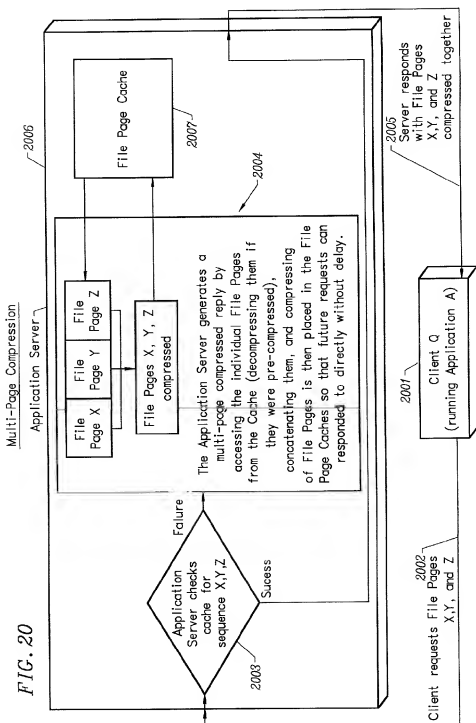 FIG. 20
Multi-Page Compression
Application Server
2006
Application
Server checks
cache for
sequence X,Y,Z
2003
Falure
Sucess
File
Page X
File
Page Y
File
Page Z
File Pages X, Y, Z
compressed
File Page Cache
2007
2004
The Application Server generates a
multi-page compressed reply by
accessing the individual File Pages
from the Cache (decompressing them if
they were pre-compressed),
concatenating them, and compressing
of File Pages is then placed in the File
Page Caches so that future requests can
responded to directly without delay.
Client requests File Pages
X,Y, and Z
2002
2001
Client Q
(running Application A)
2005
Server responds
with File Pages
X,Y, and Z
compressed together